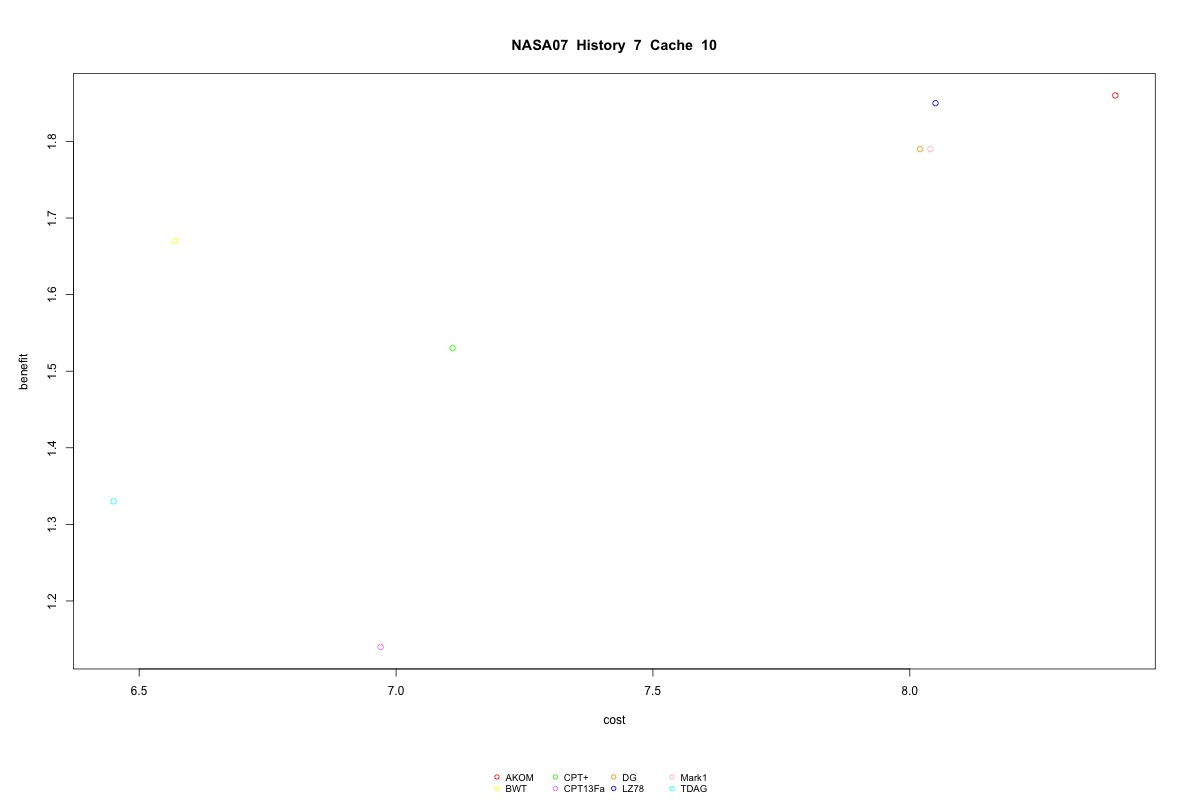 NASA07 History 7 Cache 10
1.8
1.7
1.6
1.5
1.4
1.3
1.2
benefit
6.5 7.0 7.5 8.0
cost
AKOM CPT+ DG Mark1
BWT CPT13Fa LZ78 TDAG